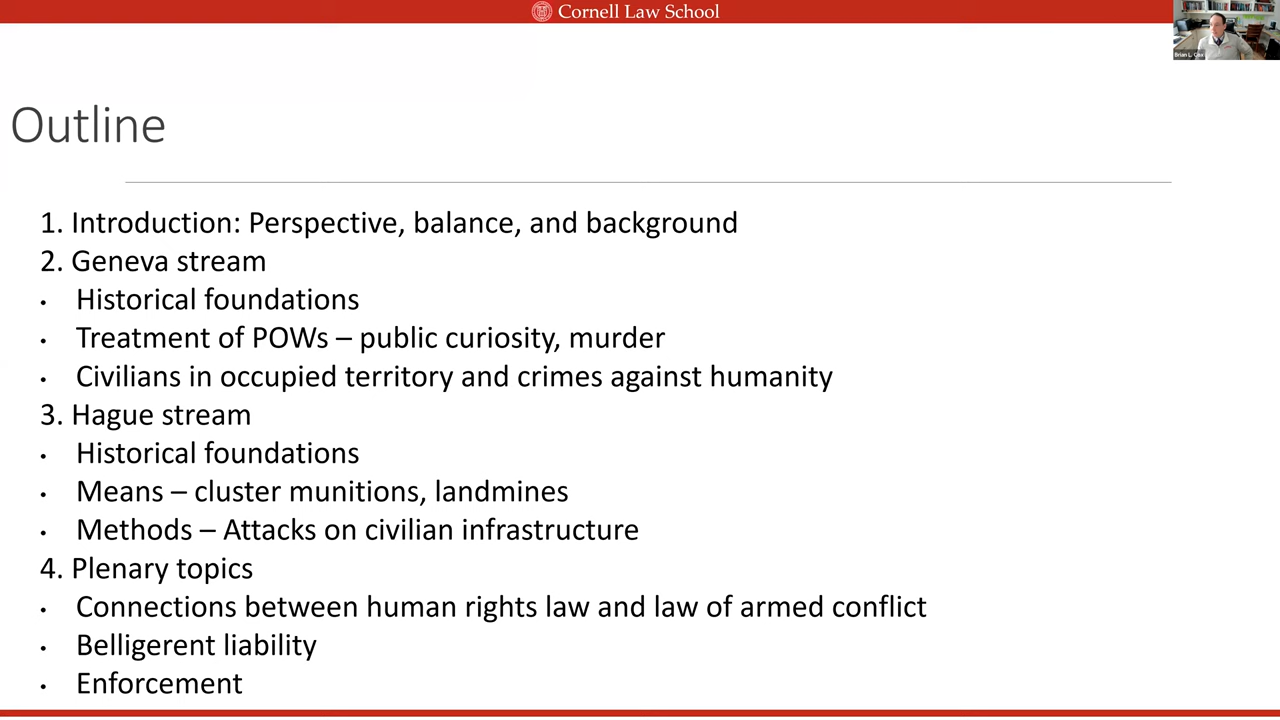 Cornell Law School
Brian L. Cox
Outline
1. Introduction: Perspective, balance, and background
2. Geneva stream
• Historical foundations
• Treatment of POWs – public curiosity, murder
• Civilians in occupied territory and crimes against humanity
3. Hague stream
• Historical foundations
• Means – cluster munitions, landmines
• Methods – Attacks on civilian infrastructure
4. Plenary topics
• Connections between human rights law and law of armed conflict
• Belligerent liability
• Enforcement